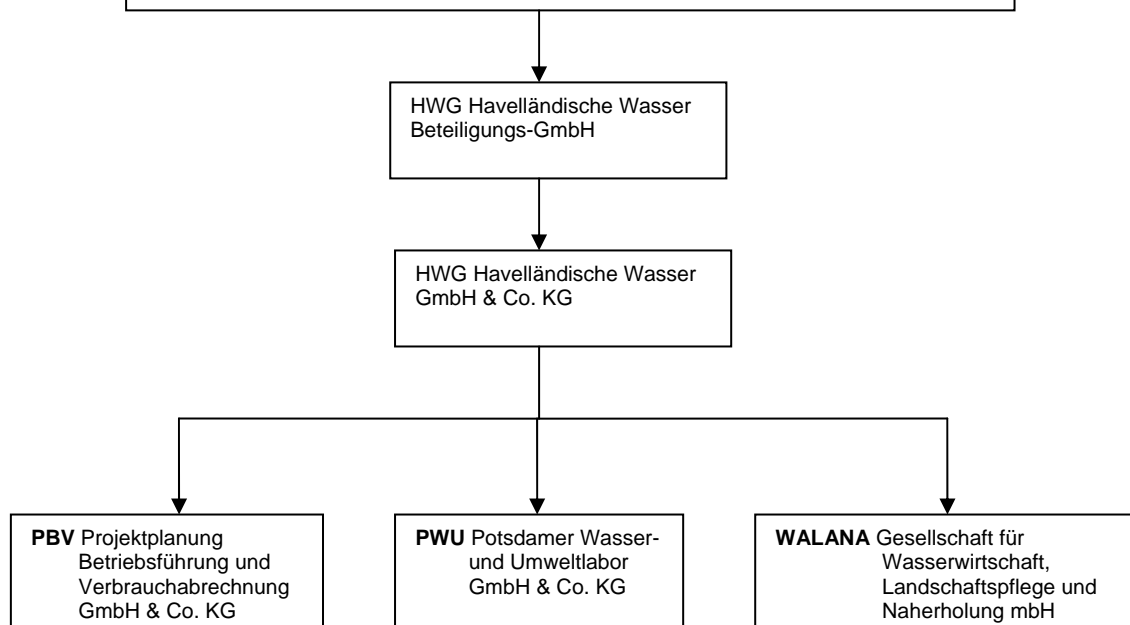 HWG Havelländische Wasser
Beteiligungs-GmbH
HWG Havelländische Wasser
GmbH & Co. KG
PBV Projektplanung
Betriebsführung und
Verbrauchabrechnung
GmbH & Co. KG
PWU Potsdamer Wasser-
und Umweltlabor
GmbH & Co. KG
WALANA Gesellschaft für
Wasserwirtschaft,
Landschaftspflege und
Naherholung mbH